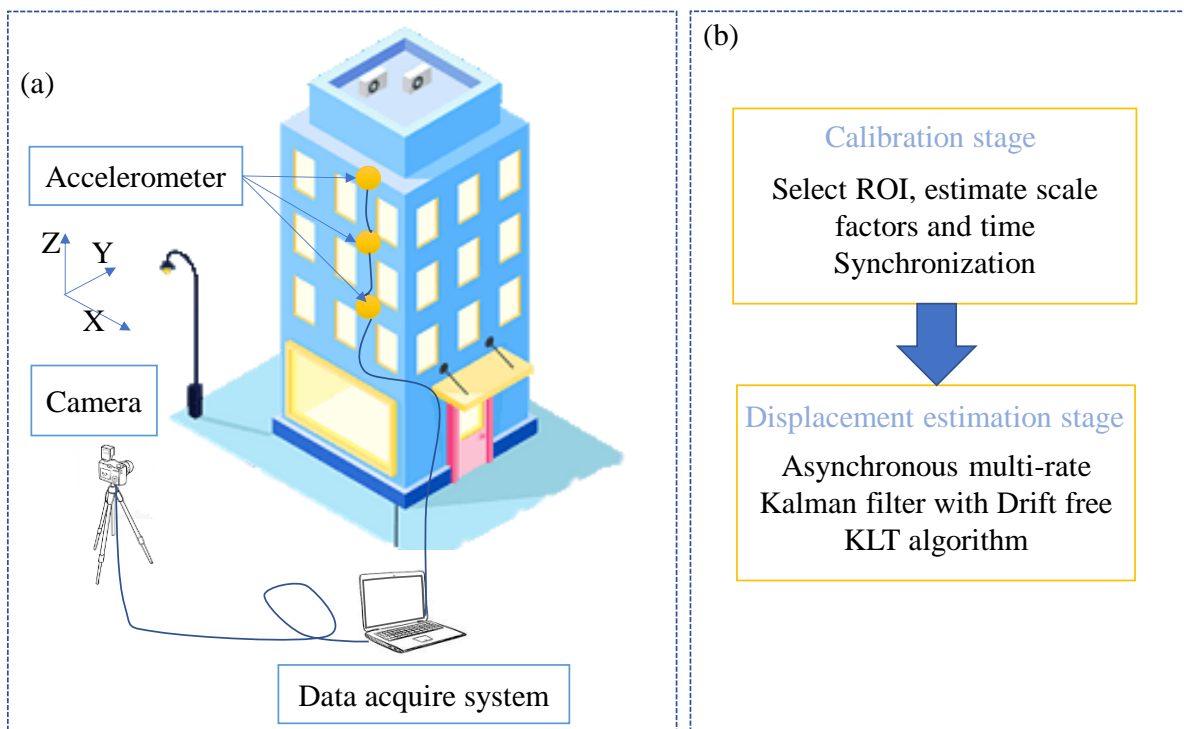 (a)
Accelerometer
Z
Y
X
Camera
Data acquire system
(b)
Calibration stage
Select ROI, estimate scale
factors and time
Synchronization
Displacement estimation stage
Asynchronous multi-rate
Kalman filter with Drift free
KLT algorithm